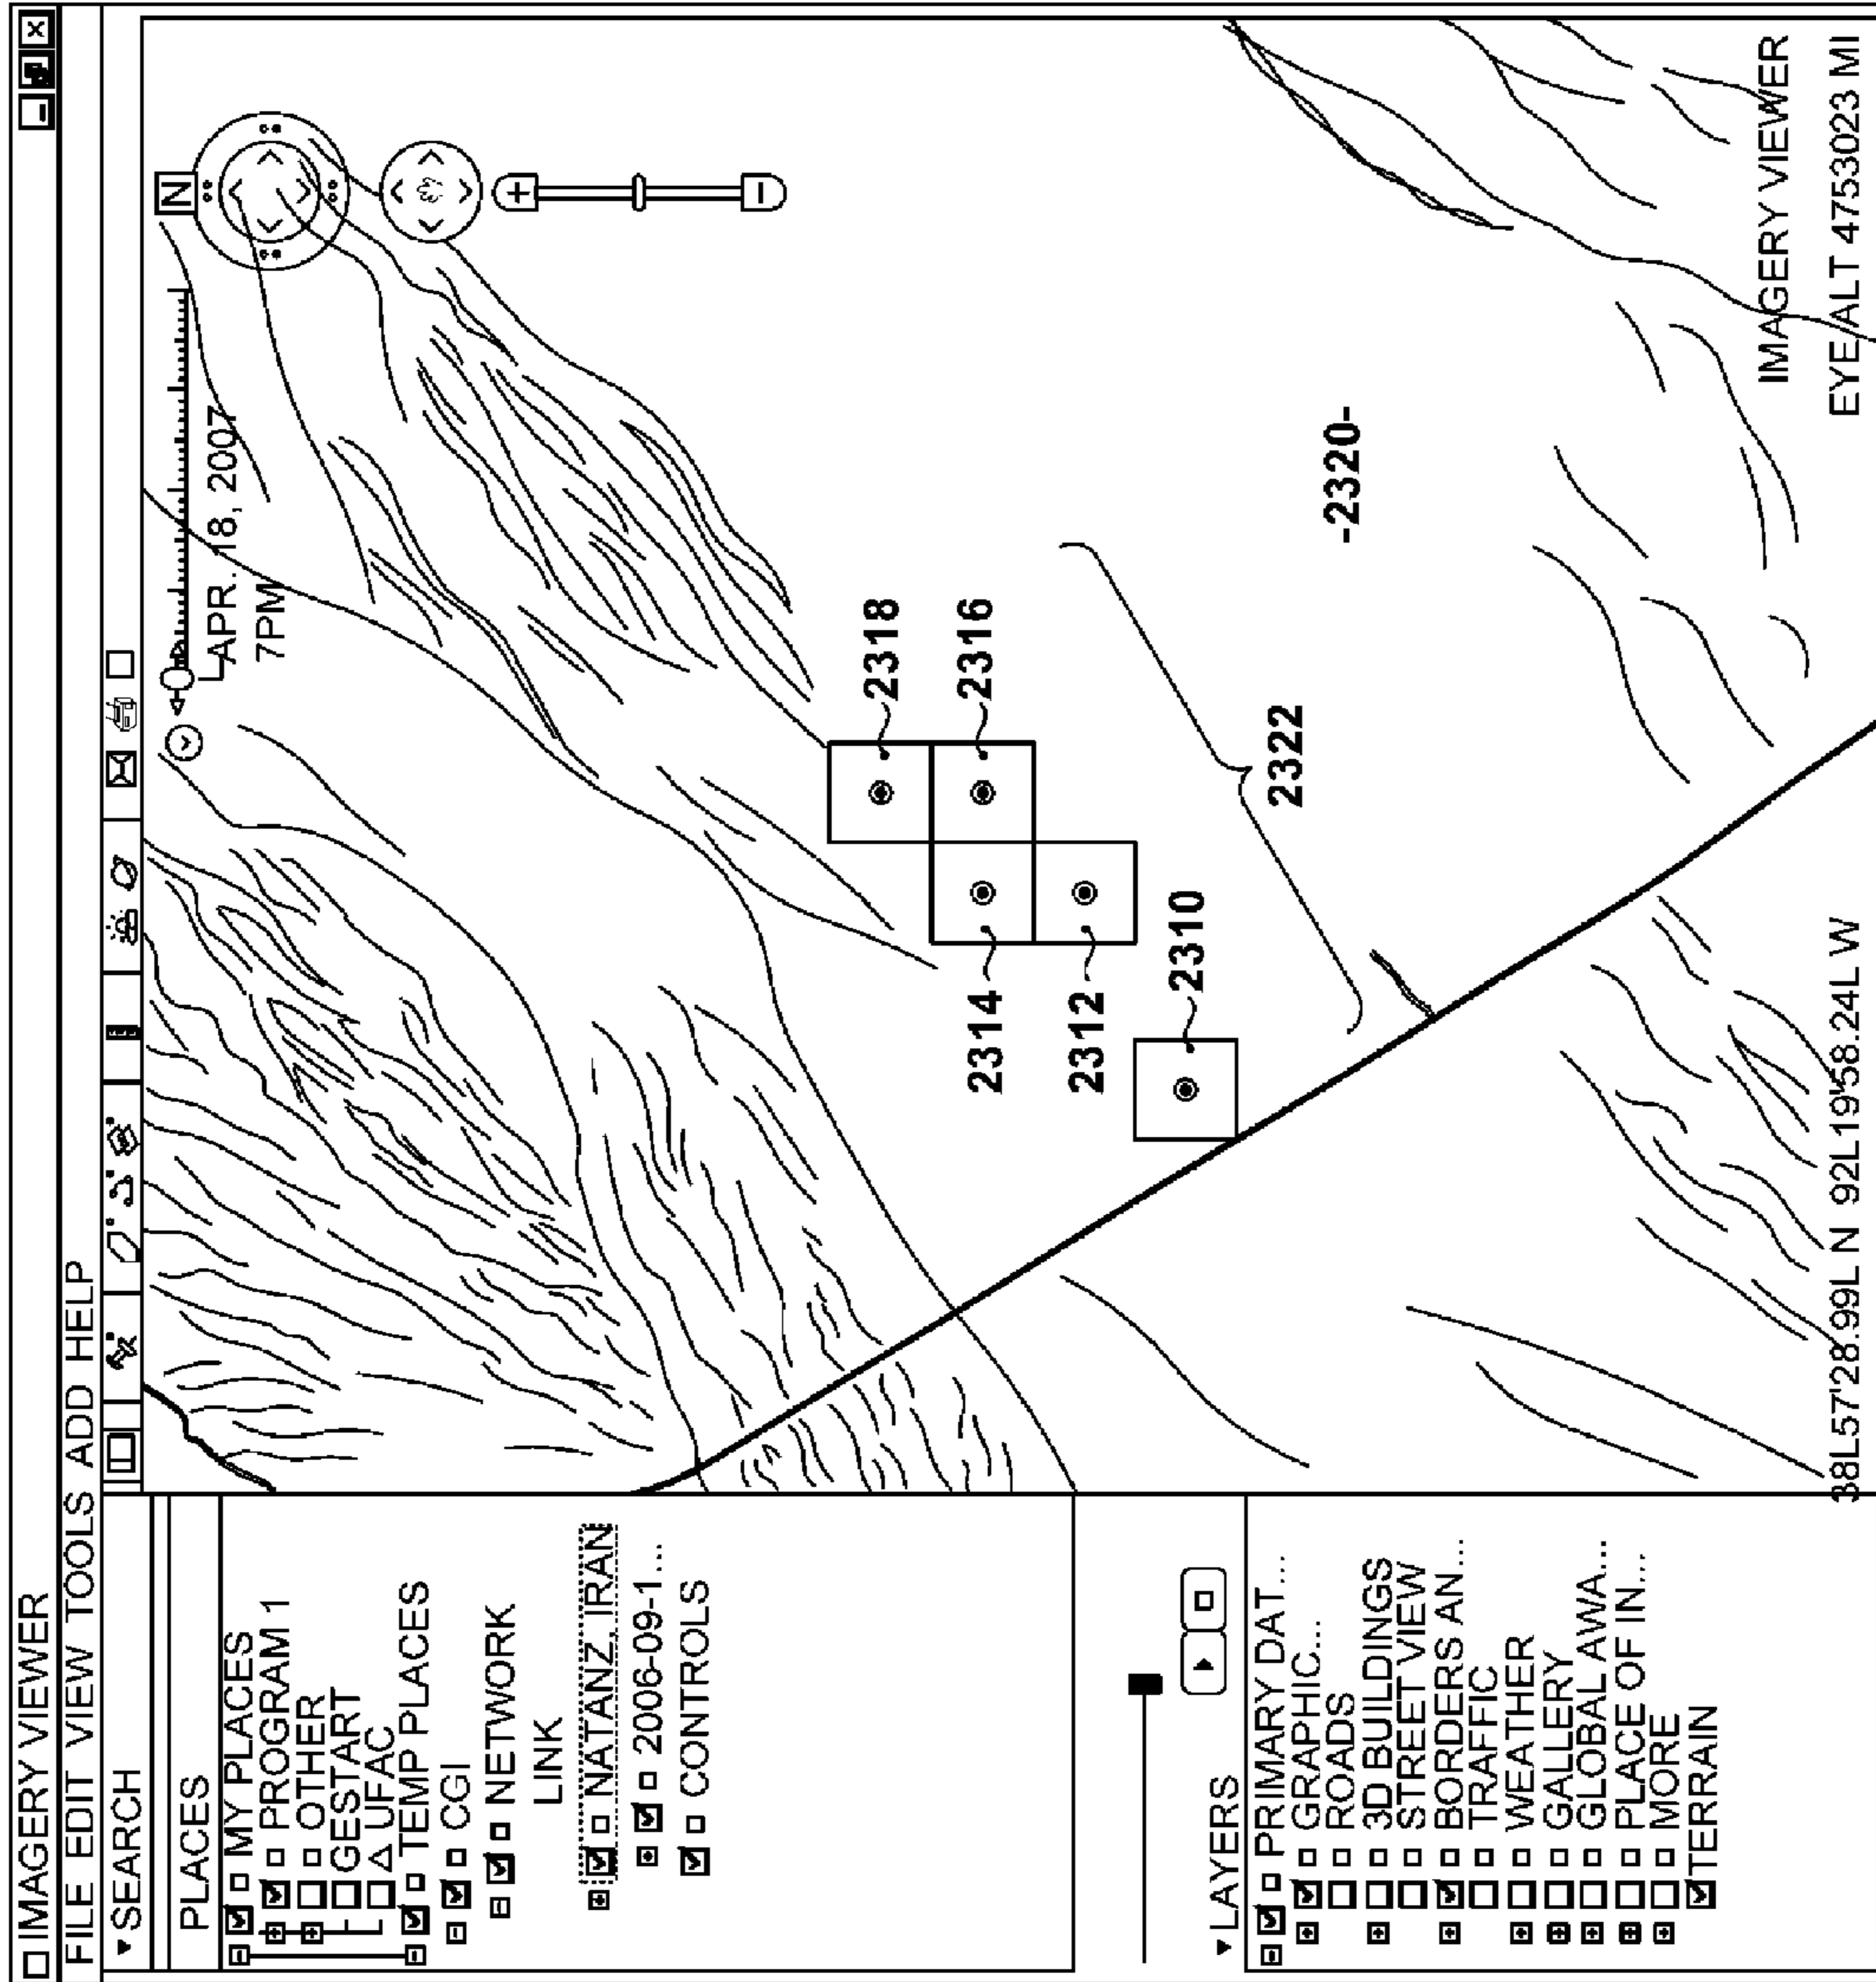 IMAGERY VIEWER
FILE EDIT VIEW TOOLS ADD HELP
SEARCH
PLACES
MY PLACES
PROGRAM 1
OTHER
GESTART
UFAC
TEMP PLACES
CGI
NETWORK
LINK
NATANZ, IRAN
2006-09-1...
CONTROLS
LAYERS
PRIMARY DAT...
GRAPHIC...
ROADS
3D BUILDINGS
STREET VIEW
BORDERS AN...
TRAFFIC
WEATHER
GALLERY
GLOBAL AWA...
PLACE OF IN...
MORE
TERRAIN
APR. 18, 2007
7PM
N
2318
2316
2314
2312
2310
2322
-2320-
IMAGERY VIEWER
38L57'28.99L N 92L19'58.24L W
EYE ALT 4753023 MI